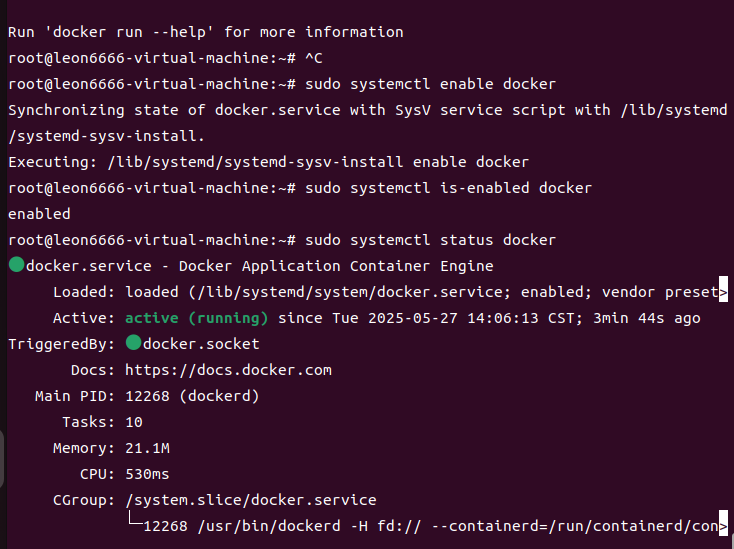 Run 'docker run --help' for more information
root@leon6666-virtual-machine:~# ^C
root@leon6666-virtual-machine:~# sudo systemctl enable docker
Synchronizing state of docker.service with SysV service script with /lib/systemd
/systemd-sysv-install.
Executing: /lib/systemd/systemd-sysv-install enable docker
root@leon6666-virtual-machine:~# sudo systemctl is-enabled docker
enabled
root@leon6666-virtual-machine:~# sudo systemctl status docker
docker.service - Docker Application Container Engine
Loaded: loaded (/lib/systemd/system/docker.service; enabled; vendor preset>
Active: active (running) since Tue 2025-05-27 14:06:13 CST; 3min 44s ago
TriggeredBy: docker.socket
Docs: https://docs.docker.com
Main PID: 12268 (dockerd)
Tasks: 10
Memory: 21.1M
CPU: 530ms
CGroup: /system.slice/docker.service
└─12268 /usr/bin/dockerd -H fd:// --containerd=/run/containerd/con>